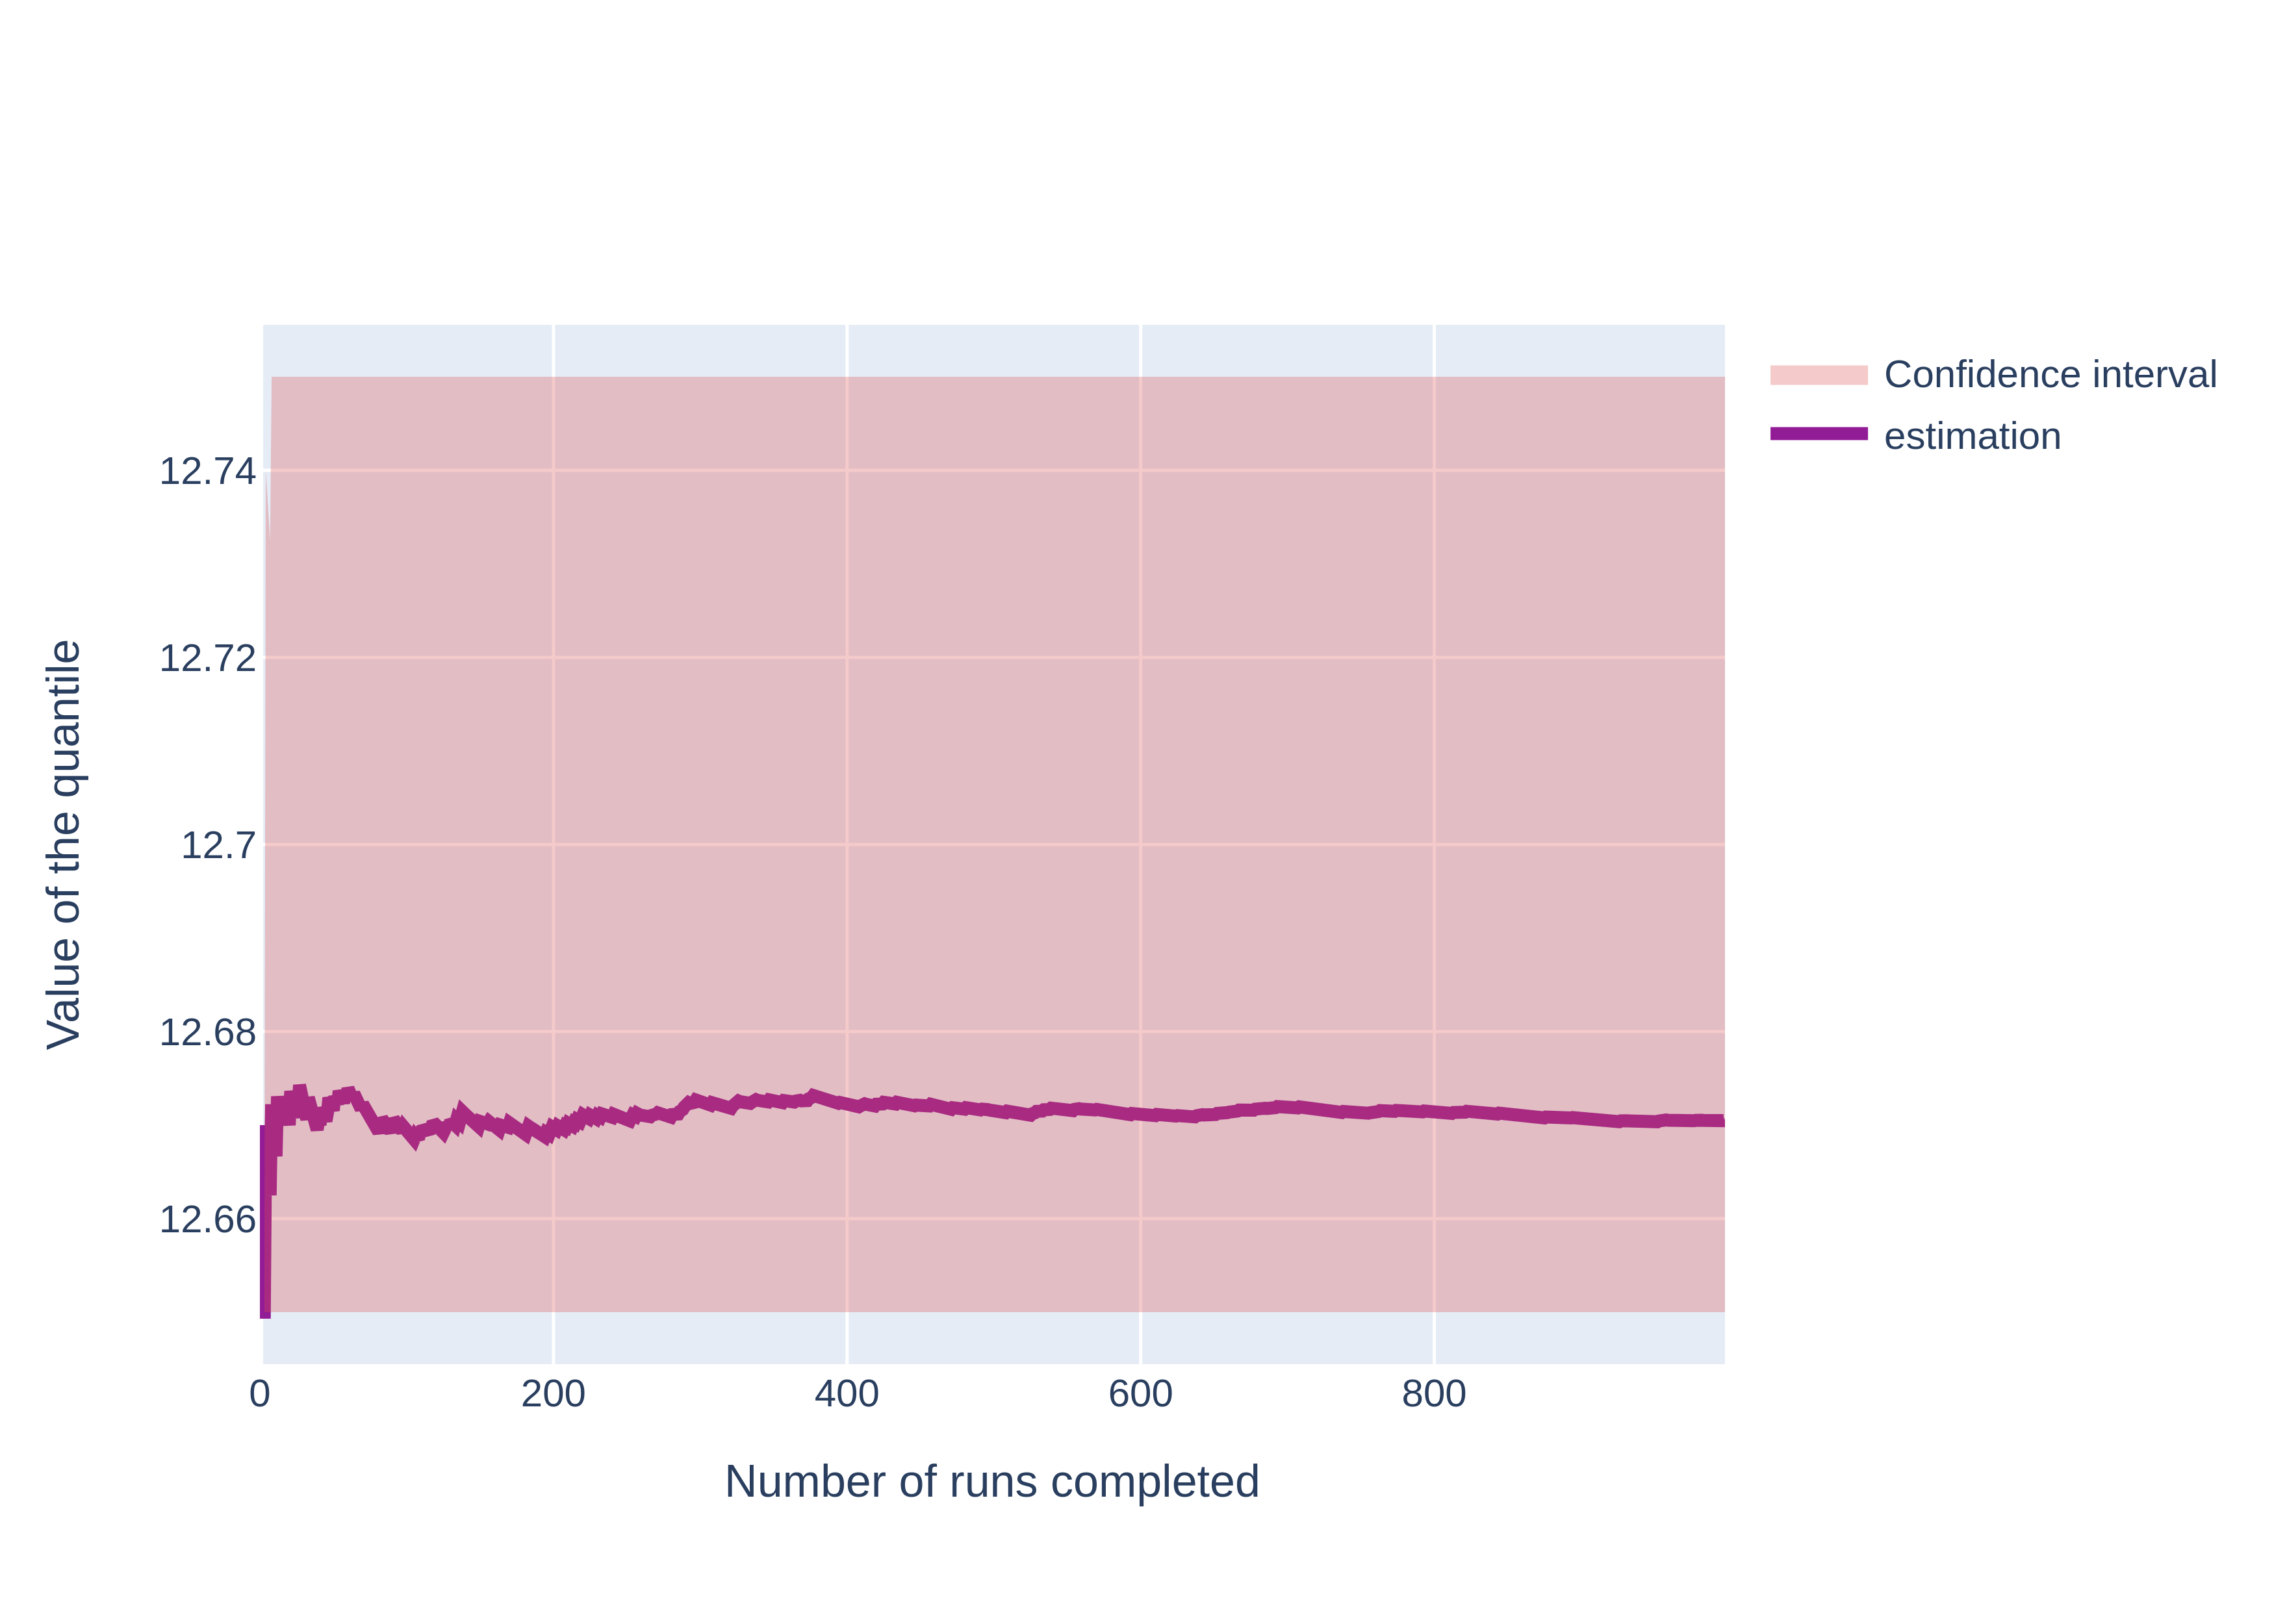 Confidence interval
estimation
12.74
12.72
12.7
12.68
12.66
Value of the quantile
0 200 400 600 800
Number of runs completed